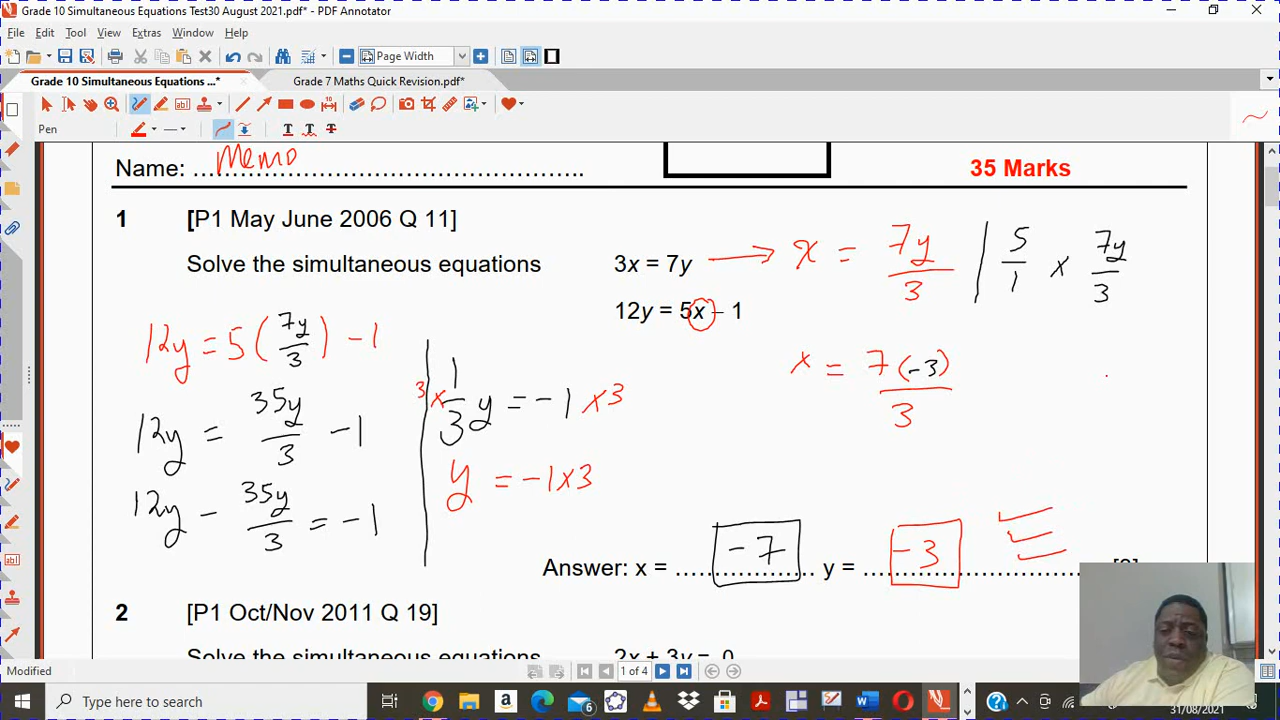 Grade 10 Simultaneous Equations Test30 August 2021.pdf* - PDF Annotator
File Edit Tool View Extras Window Help
Page Width
Grade 10 Simultaneous Equations ...* Grade 7 Maths Quick Revision.pdf*
Pen
Name: Memo
35 Marks
1 [P1 May June 2006 Q 11]
Solve the simultaneous equations 3x = 7y → x = 7y/3 | 5/1 x 7y/3
12y = 5x – 1
12y = 5(7y/3) - 1
12y = 35y/3 - 1
12y - 35y/3 = -1
3x 1/3 y = -1 x3
y = -1x3
x = 7(-3)/3
Answer: x = -7 y = -3
2 [P1 Oct/Nov 2011 Q 19]
Solve the simultaneous equations 2x + 3y = 0
Modified 1 of 4
Type here to search
6
31/08/2021